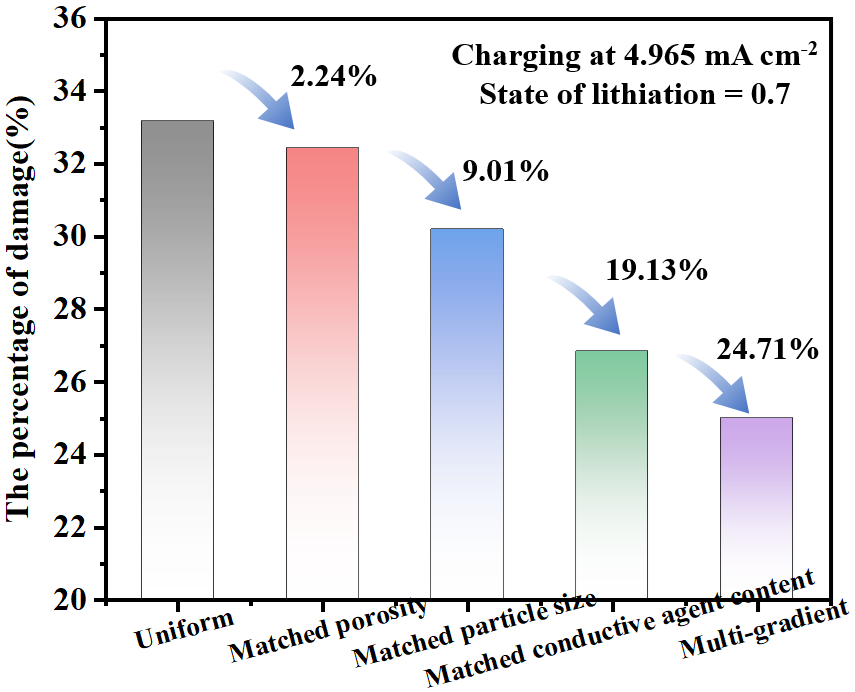 Charging at 4.965 mA cm-2
State of lithiation = 0.7
2.24%
9.01%
19.13%
24.71%
The percentage of damage(%)
36
34
32
30
28
26
24
22
20
Uniform
Matched porosity
Matched particle size
Matched conductive agent content
Multi-gradient